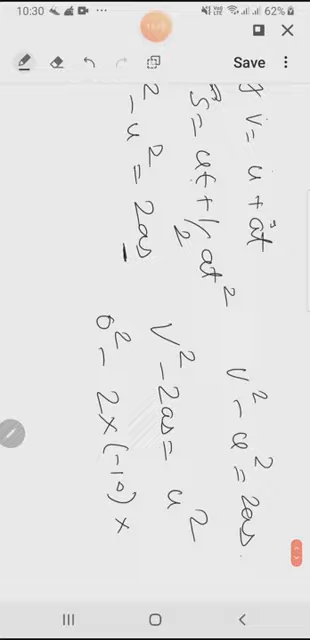 10:30 62%
Save
v = u + at
S = ut + 1/2 at²
² - u² = 2as
v² - u² = 2as
v² - 2as = u²
0² - 2×(-10)×